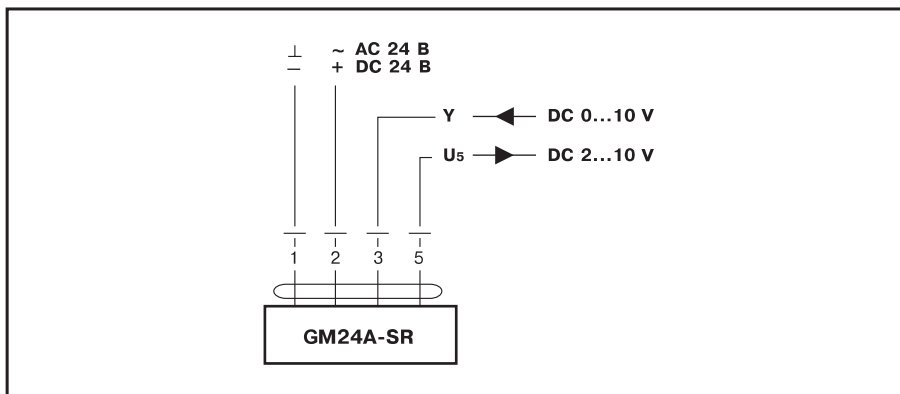 ⊥ ~ AC 24 В
– + DC 24 В
Y DC 0...10 V
U5 DC 2...10 V
1 2 3 5
GM24A-SR